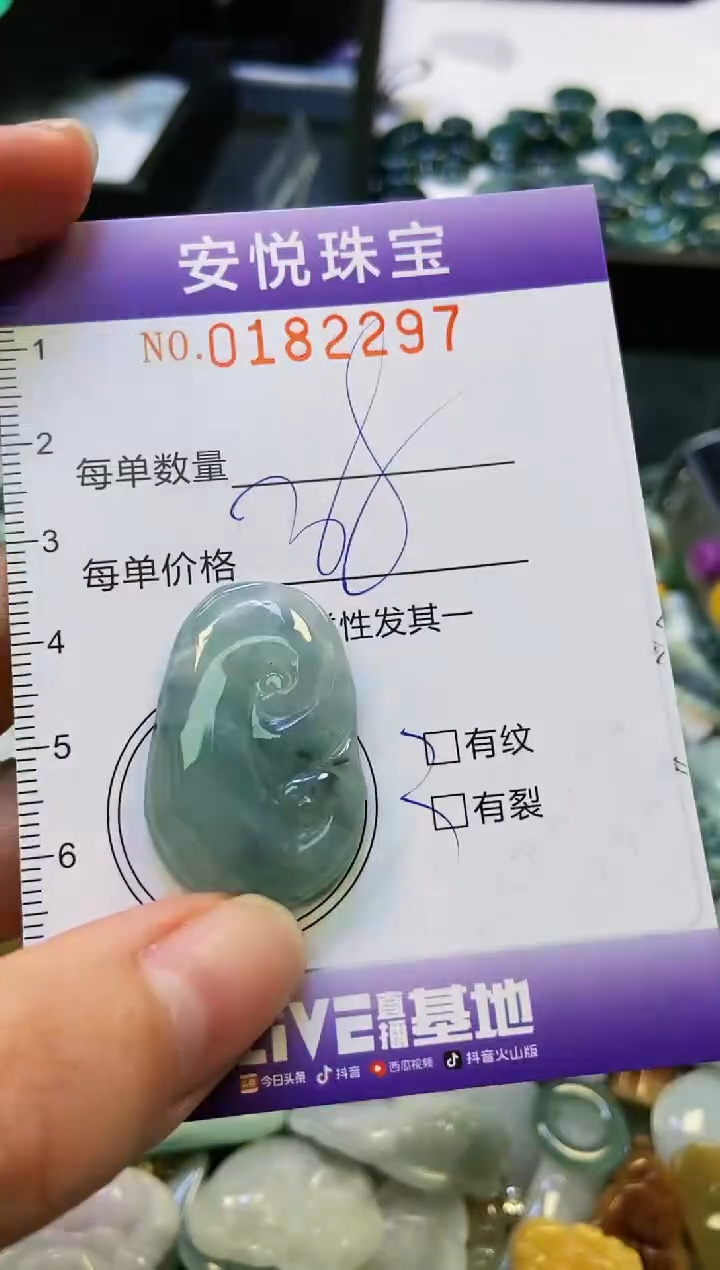 安悦珠宝
NO.0182297
每单数量
每单价格
38
性发其一
有纹
有裂
1
2
3
4
5
6
LIVE直播基地
今日头条 抖音 西瓜视频 抖音火山版